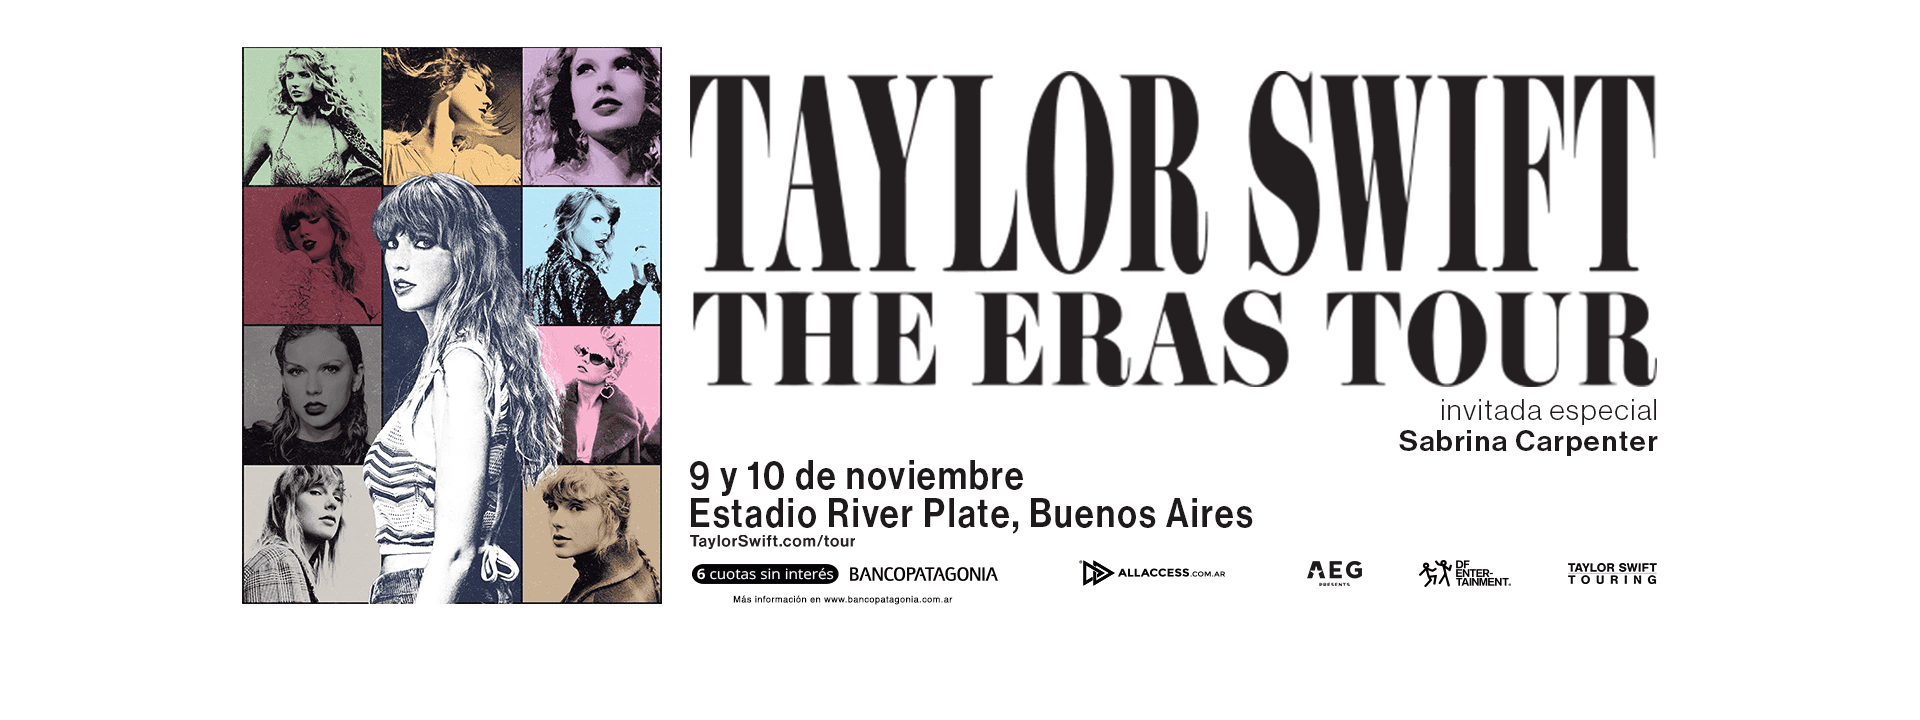 TAYLOR SWIFT
THE ERAS TOUR
invitada especial
Sabrina Carpenter
9 y 10 de noviembre
Estadio River Plate, Buenos Aires
TaylorSwift.com/tour
6 cuotas sin interés BANCOPATAGONIA
Más información en www.bancopatagonia.com.ar
ALLACCESS.COM.AR
AEG
PRESENTS
DF
ENTER-
TAINMENT.
TAYLOR SWIFT
TOURING